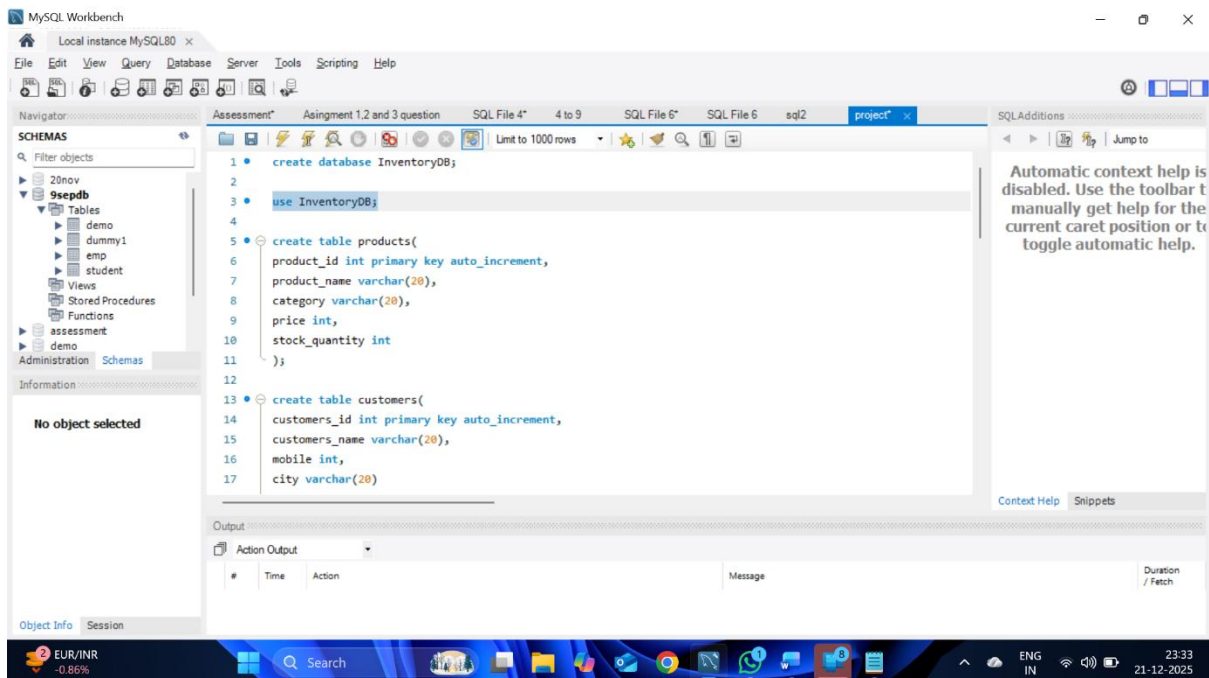 MySQL Workbench
Local instance MySQL80
File Edit View Query Database Server Tools Scripting Help
Navigator
SCHEMAS
Filter objects
20nov
9sepdb
Tables
demo
dummy1
emp
student
Views
Stored Procedures
Functions
assessment
demo
Administration Schemas
Information
No object selected
Object Info Session
Assessment* Asingment 1,2 and 3 question SQL File 4* 4 to 9 SQL File 6* SQL File 6 sql2 project*
Limit to 1000 rows
1 create database InventoryDB;
2
3 use InventoryDB;
4
5 create table products(
6 product_id int primary key auto_increment,
7 product_name varchar(20),
8 category varchar(20),
9 price int,
10 stock_quantity int
11 );
12
13 create table customers(
14 customers_id int primary key auto_increment,
15 customers_name varchar(20),
16 mobile int,
17 city varchar(20)
Output
Action Output
# Time Action Message Duration / Fetch
SQLAdditions
Jump to
Automatic context help is
disabled. Use the toolbar t
manually get help for the
current caret position or to
toggle automatic help.
Context Help Snippets
2
EUR/INR
-0.86%
Search
8
ENG
IN
23:33
21-12-2025